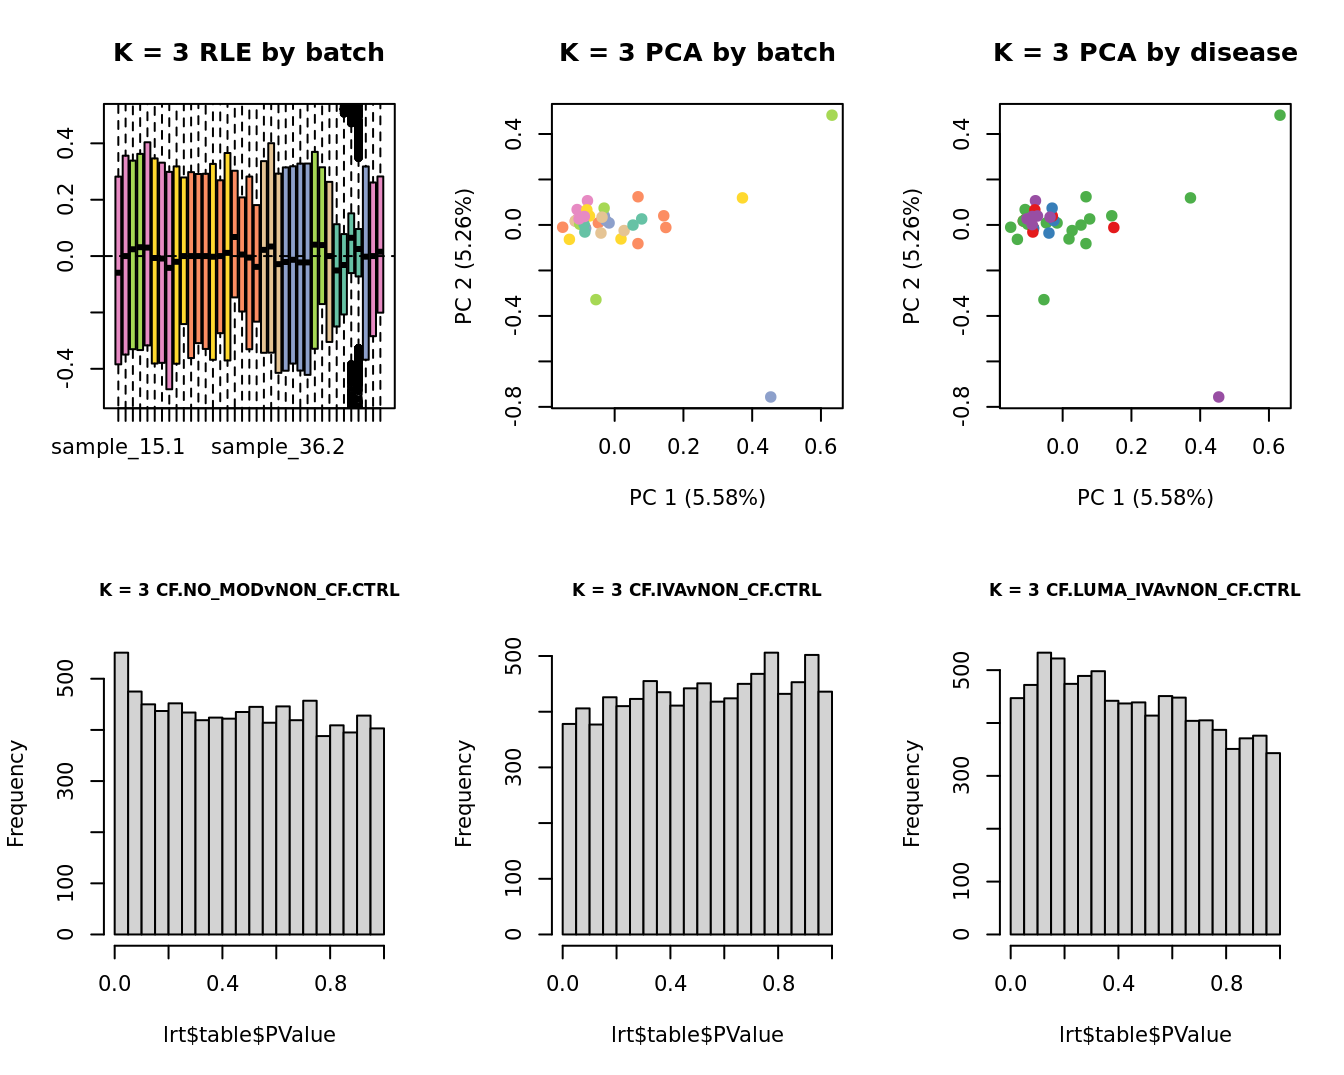 K = 3 RLE by batch
0.4
0.2
0.0
-0.4
sample_15.1 sample_36.2
K = 3 PCA by batch
PC 2 (5.26%)
0.4
0.0
-0.4
-0.8
0.0 0.2 0.4 0.6
PC 1 (5.58%)
K = 3 PCA by disease
PC 2 (5.26%)
0.4
0.0
-0.4
-0.8
0.0 0.2 0.4 0.6
PC 1 (5.58%)
K = 3 CF.NO_MODvNON_CF.CTRL
Frequency
500
300
100
0
0.0 0.4 0.8
lrt$table$PValue
K = 3 CF.IVAvNON_CF.CTRL
Frequency
500
300
100
0
0.0 0.4 0.8
lrt$table$PValue
K = 3 CF.LUMA_IVAvNON_CF.CTRL
Frequency
500
300
100
0
0.0 0.4 0.8
lrt$table$PValue